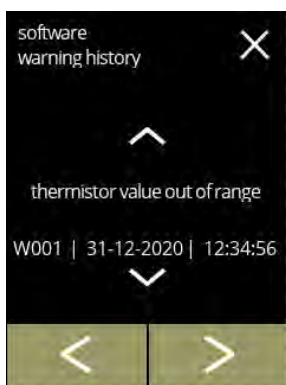 software
warning history
thermistor value out of range
W001 | 31-12-2020 | 12:34:56